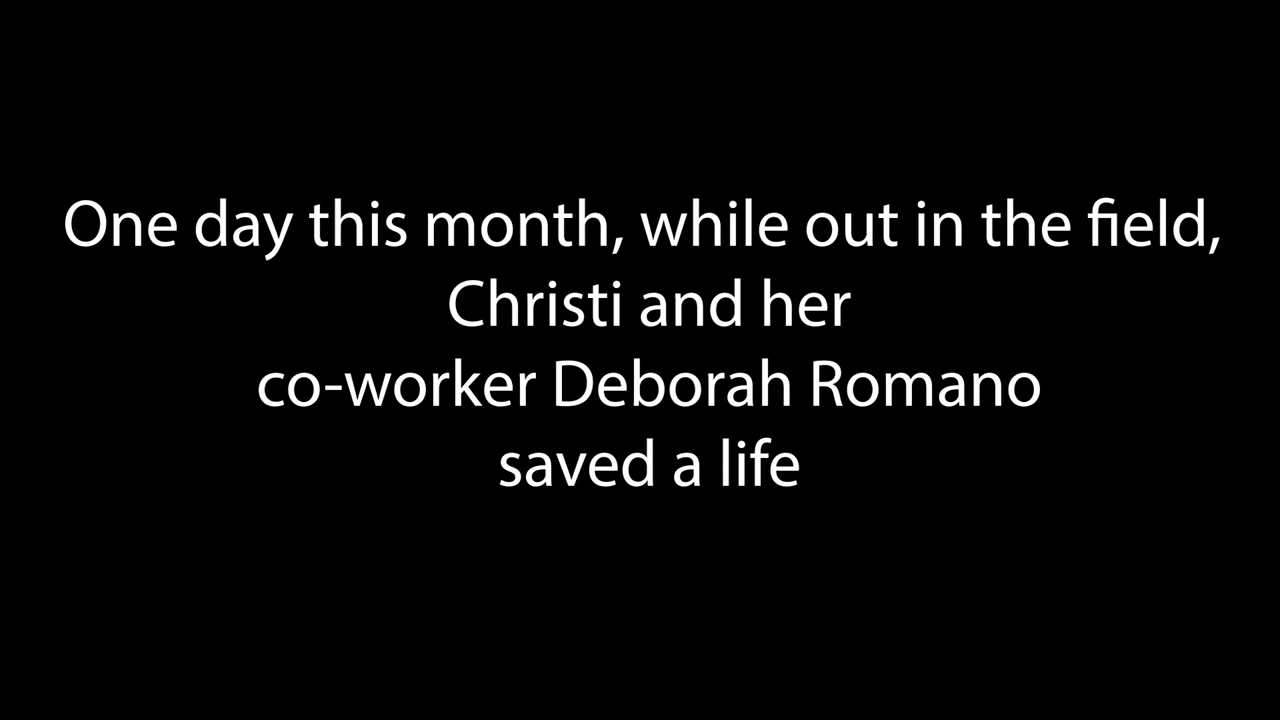 One day this month, while out in the field,
Christi and her
co-worker Deborah Romano
saved a life